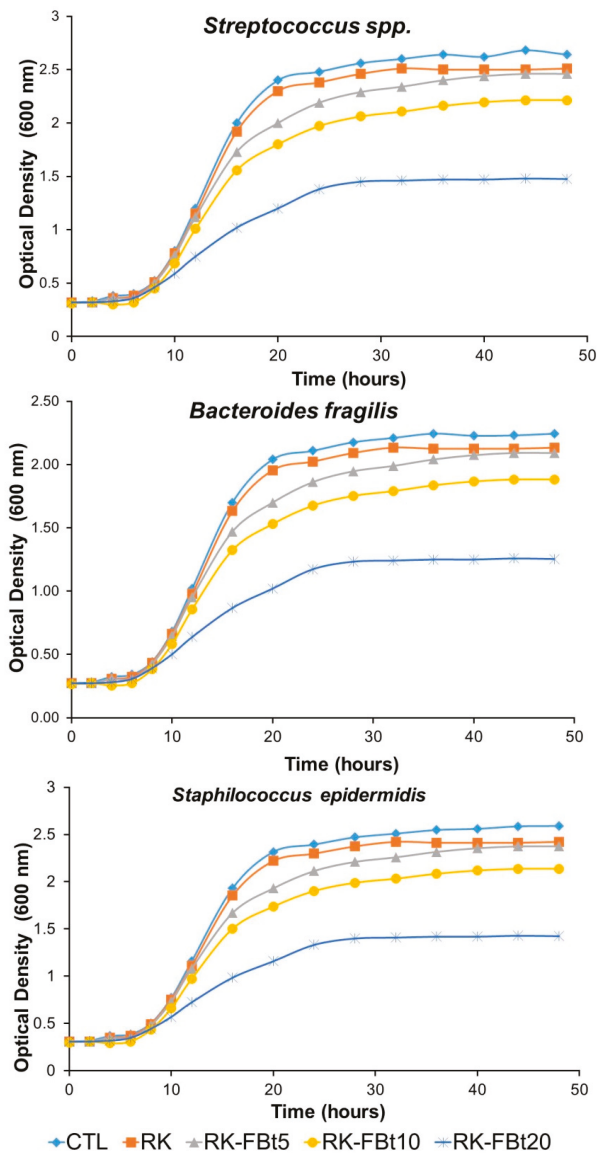 Streptococcus spp.
3
2.5
2
1.5
1
0.5
0
Optical Density (600 nm)
0 10 20 30 40 50
Time (hours)
Bacteroides fragilis
2.50
2.00
1.50
1.00
0.50
0.00
Optical Density (600 nm)
0 10 20 30 40 50
Time (hours)
Staphilococcus epidermidis
3
2.5
2
1.5
1
0.5
0
Optical Density (600 nm)
0 10 20 30 40 50
Time (hours)
CTL RK RK-FBt5 RK-FBt10 RK-FBt20